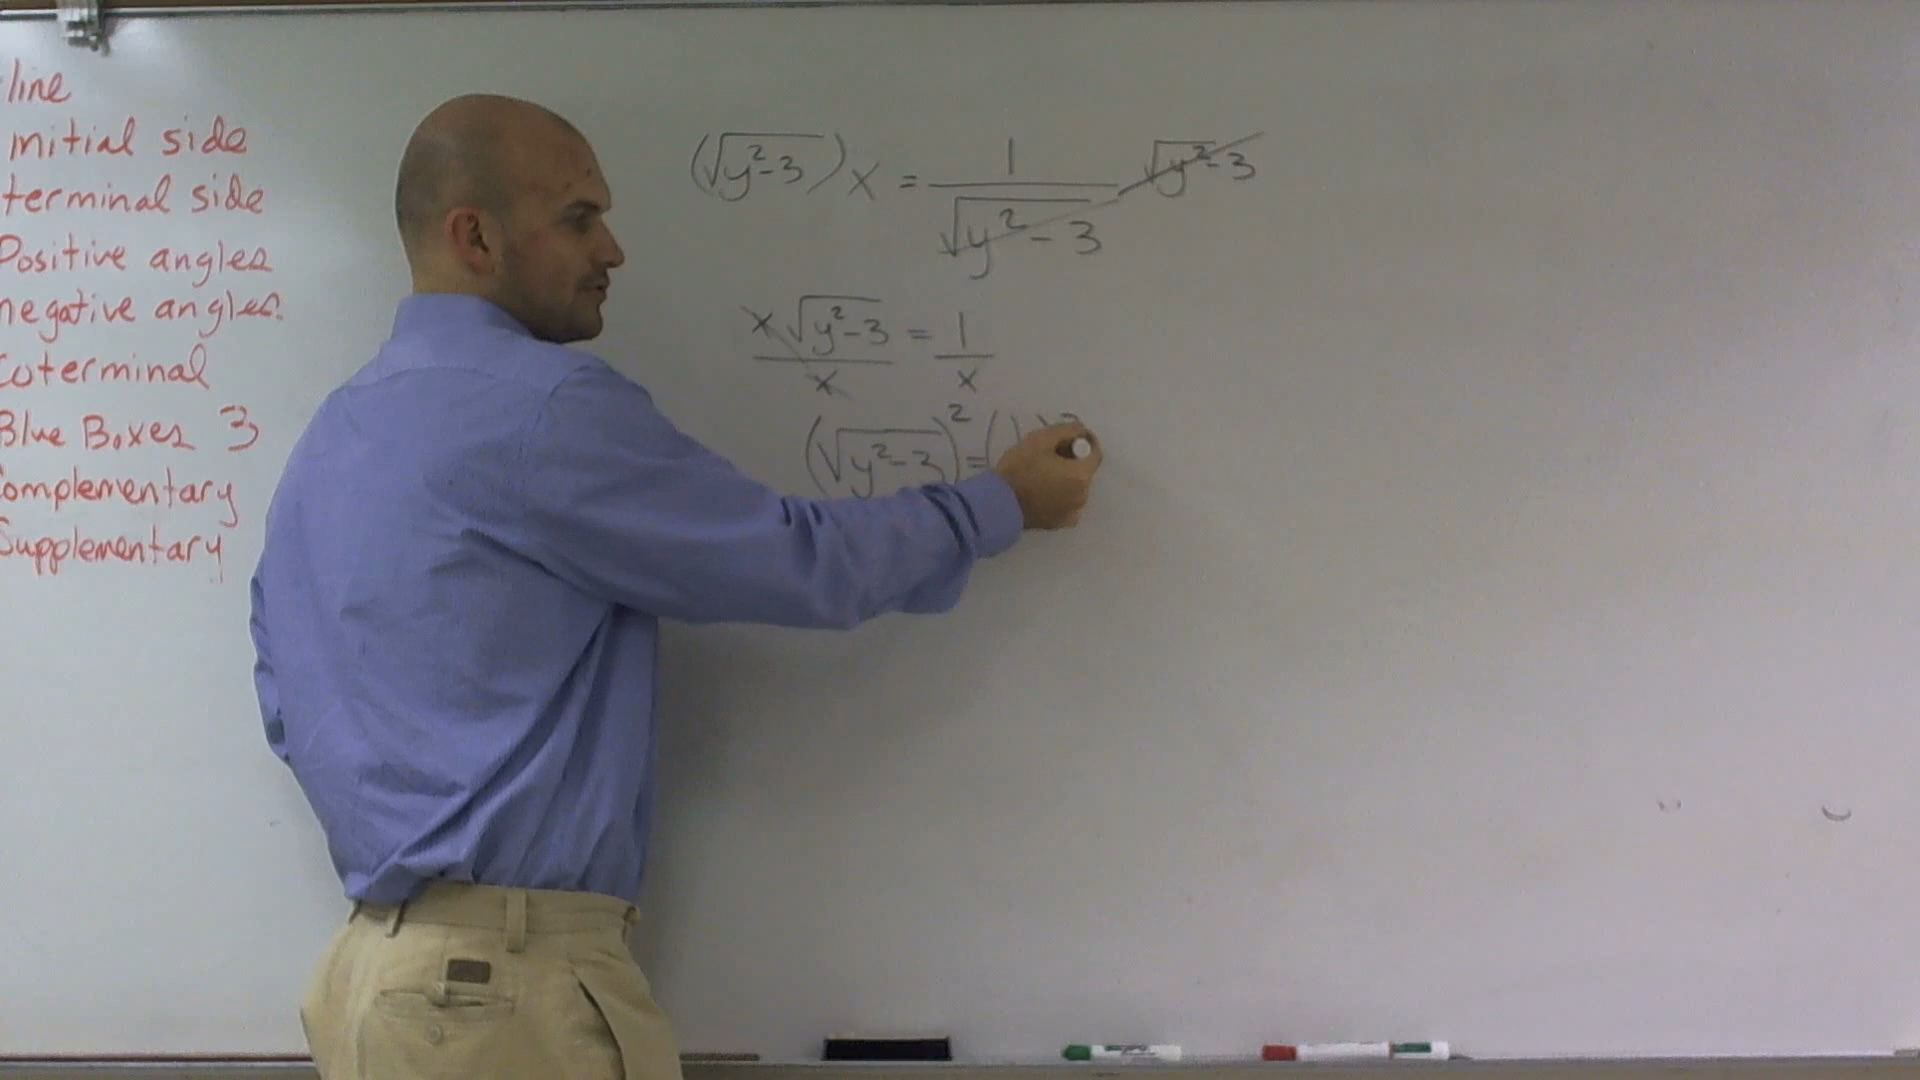 line
initial side
terminal side
Positive angles
negative angles.
Coterminal
Blue Boxes 3
Complementary
Supplementary
(√(y²-3))x = 1/√(y²-3) √(y²-3)
x√(y²-3)/x = 1/x
(√(y²-3))² = (